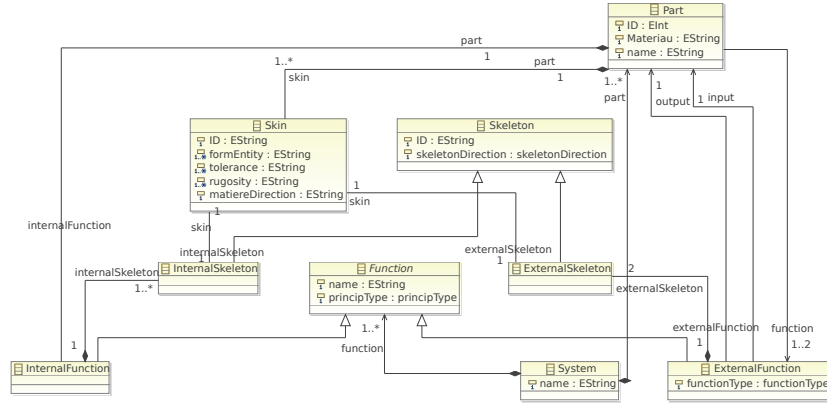 Part
ID : EInt
Materiau : EString
name : EString
part
1
part
1
1..*
skin
1..*
part
1
output
1
input
Skin
ID : EString
formEntity : EString
tolerance : EString
rugosity : EString
matiereDirection : EString
Skeleton
ID : EString
skeletonDirection : skeletonDirection
1
skin
1
skin
internalFunction
internalSkeleton
1
externalSkeleton
1
internalSkeleton
1..*
InternalSkeleton
Function
name : EString
principType : principType
ExternalSkeleton
2
externalSkeleton
1..*
function
externalFunction
1
function
1..2
1
InternalFunction
System
name : EString
ExternalFunction
functionType : functionType